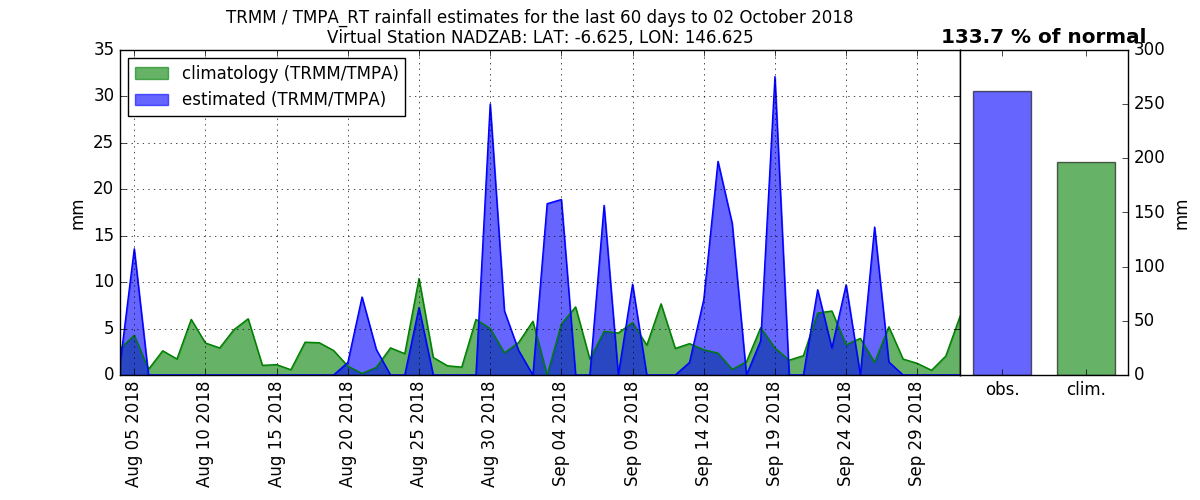 TRMM / TMPA_RT rainfall estimates for the last 60 days to 02 October 2018
Virtual Station NADZAB: LAT: -6.625, LON: 146.625
133.7 % of normal
climatology (TRMM/TMPA)
estimated (TRMM/TMPA)
mm
35
30
25
20
15
10
5
0
Aug 05 2018
Aug 10 2018
Aug 15 2018
Aug 20 2018
Aug 25 2018
Aug 30 2018
Sep 04 2018
Sep 09 2018
Sep 14 2018
Sep 19 2018
Sep 24 2018
Sep 29 2018
obs.
clim.
300
250
200
150
100
50
0
mm